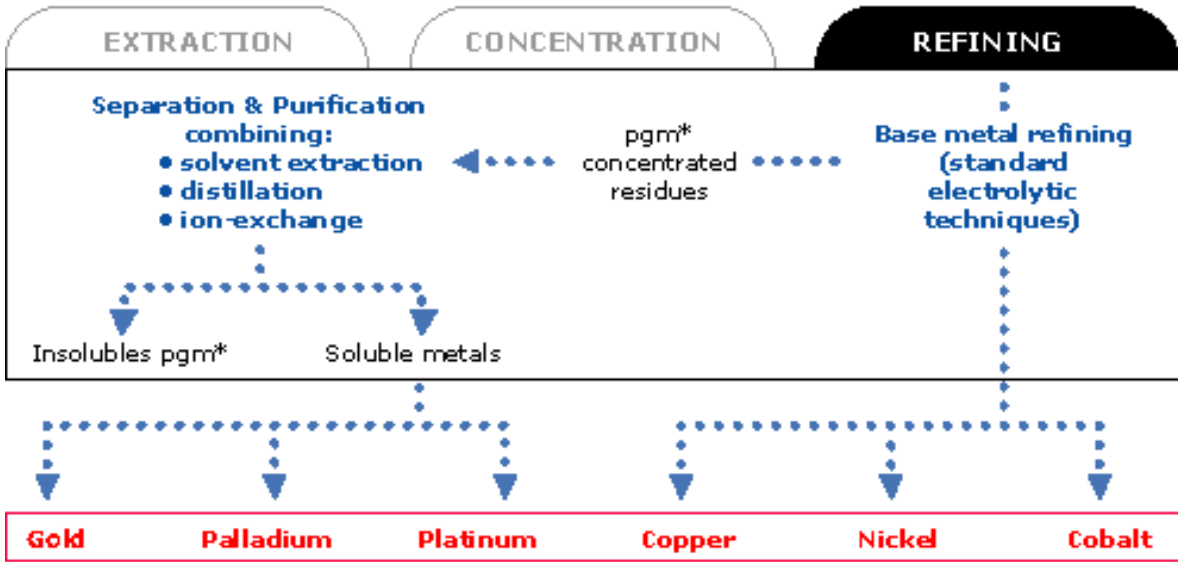 EXTRACTION
CONCENTRATION
REFINING
Separation & Purification
combining:
• solvent extraction
• distillation
• ion-exchange
pgm*
concentrated
residues
Base metal refining
(standard
electrolytic
techniques)
Insolubles pgm*
Soluble metals
Gold
Palladium
Platinum
Copper
Nickel
Cobalt